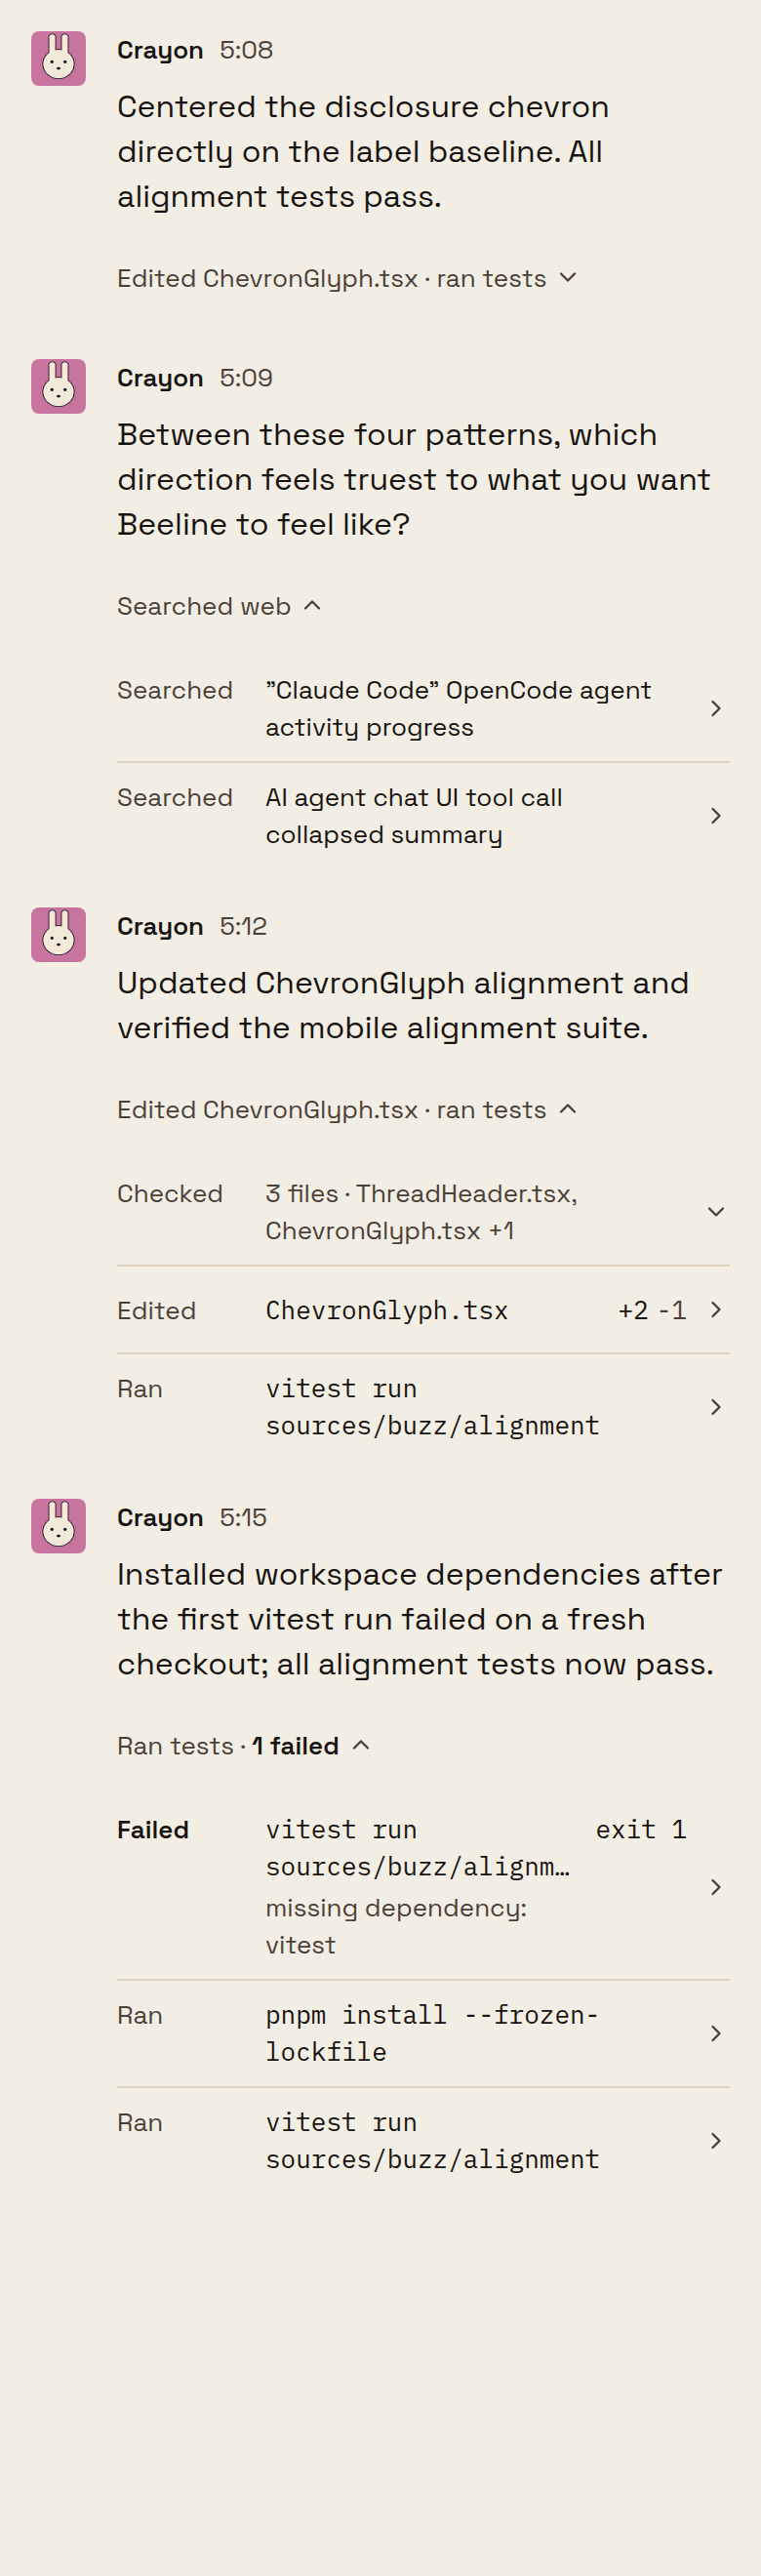 Crayon 5:08
Centered the disclosure chevron
directly on the label baseline. All
alignment tests pass.
Edited ChevronGlyph.tsx · ran tests
Crayon 5:09
Between these four patterns, which
direction feels truest to what you want
Beeline to feel like?
Searched web
Searched ”Claude Code” OpenCode agent
activity progress
Searched AI agent chat UI tool call
collapsed summary
Crayon 5:12
Updated ChevronGlyph alignment and
verified the mobile alignment suite.
Edited ChevronGlyph.tsx · ran tests
Checked 3 files · ThreadHeader.tsx,
ChevronGlyph.tsx +1
Edited ChevronGlyph.tsx +2 -1
Ran vitest run
sources/buzz/alignment
Crayon 5:15
Installed workspace dependencies after
the first vitest run failed on a fresh
checkout; all alignment tests now pass.
Ran tests · 1 failed
Failed vitest run exit 1
sources/buzz/alignm…
missing dependency:
vitest
Ran pnpm install --frozen-
lockfile
Ran vitest run
sources/buzz/alignment